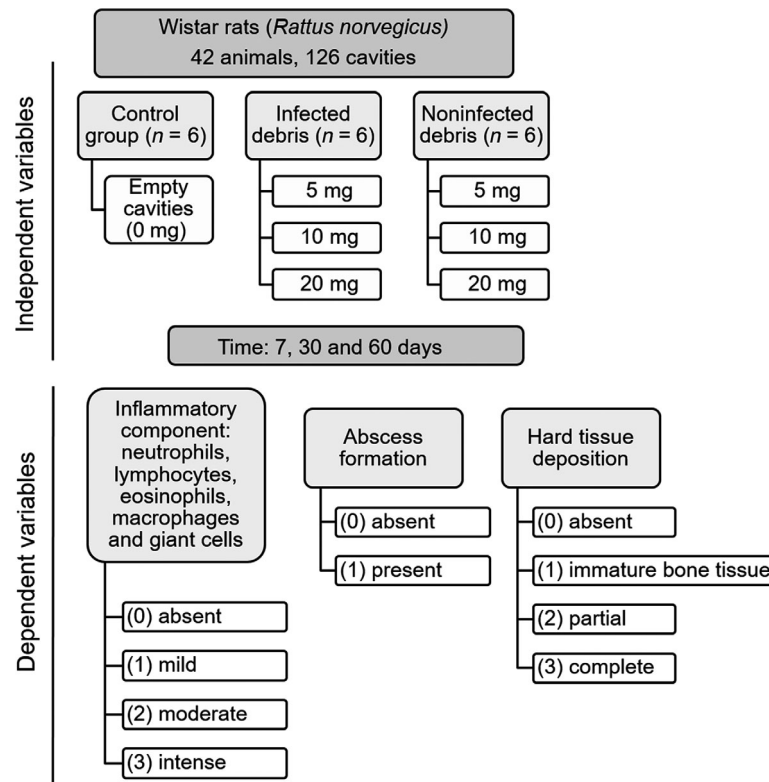 Wistar rats (Rattus norvegicus)
42 animals, 126 cavities
Independent variables
Control
group (n = 6)
Empty
cavities
(0 mg)
Infected
debris (n = 6)
5 mg
10 mg
20 mg
Noninfected
debris (n = 6)
5 mg
10 mg
20 mg
Time: 7, 30 and 60 days
Dependent variables
Inflammatory
component:
neutrophils,
lymphocytes,
eosinophils,
macrophages
and giant cells
(0) absent
(1) mild
(2) moderate
(3) intense
Abscess
formation
(0) absent
(1) present
Hard tissue
deposition
(0) absent
(1) immature bone tissue
(2) partial
(3) complete